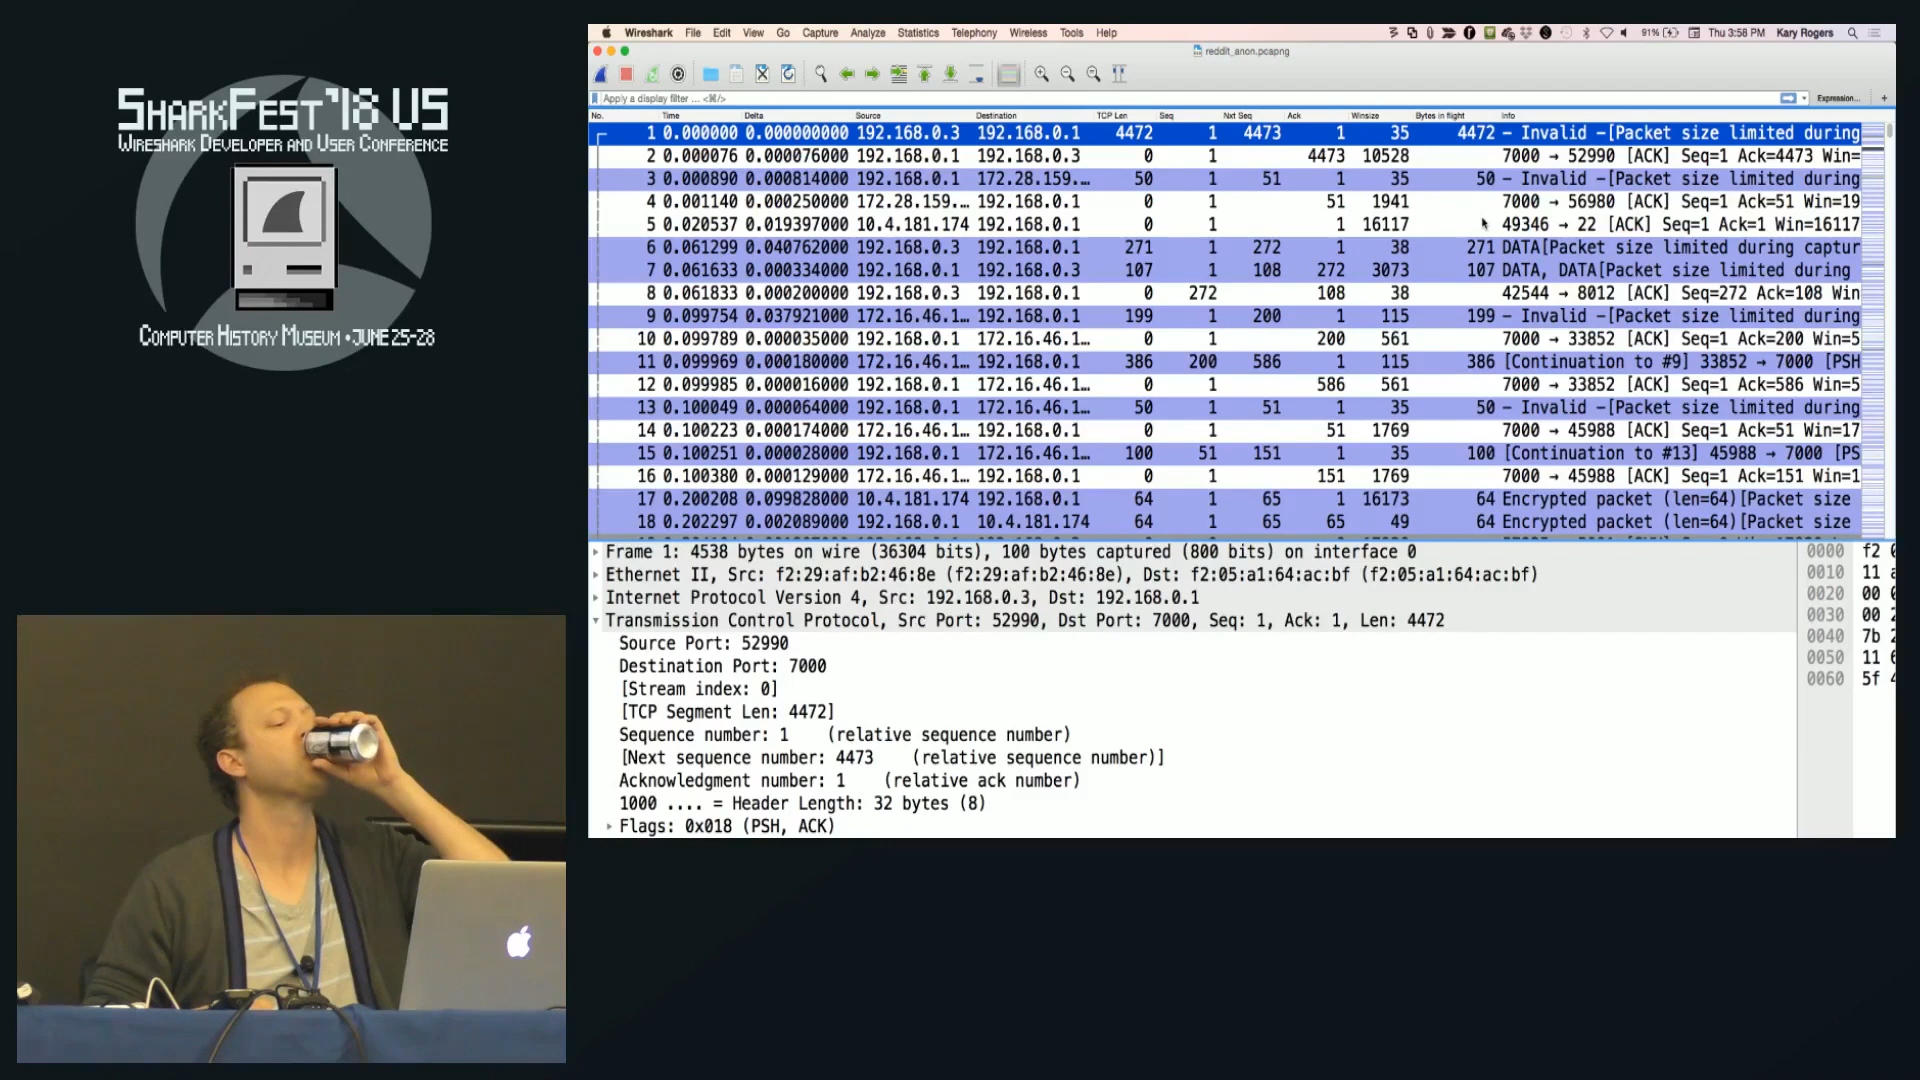 SHARKFEST'18 US
WIRESHARK DEVELOPER AND USER CONFERENCE
COMPUTER HISTORY MUSEUM • JUNE 25-28
Wireshark File Edit View Go Capture Analyze Statistics Telephony Wireless Tools Help 91% Thu 3:58 PM Kary Rogers
reddit_anon.pcapng
Apply a display filter ... <⌘/> Expression... +
No. Time Delta Source Destination TCP Len Seq Nxt Seq Ack Winsize Bytes in flight Info
1 0.000000 0.000000000 192.168.0.3 192.168.0.1 4472 1 4473 1 35 4472 – Invalid –[Packet size limited during
2 0.000076 0.000076000 192.168.0.1 192.168.0.3 0 1 4473 10528 7000 → 52990 [ACK] Seq=1 Ack=4473 Win=
3 0.000890 0.000814000 192.168.0.1 172.28.159.… 50 1 51 1 35 50 – Invalid –[Packet size limited during
4 0.001140 0.000250000 172.28.159.… 192.168.0.1 0 1 51 1941 7000 → 56980 [ACK] Seq=1 Ack=51 Win=19
5 0.020537 0.019397000 10.4.181.174 192.168.0.1 0 1 1 16117 49346 → 22 [ACK] Seq=1 Ack=1 Win=16117
6 0.061299 0.040762000 192.168.0.3 192.168.0.1 271 1 272 1 38 271 DATA[Packet size limited during captur
7 0.061633 0.000334000 192.168.0.1 192.168.0.3 107 1 108 272 3073 107 DATA, DATA[Packet size limited during
8 0.061833 0.000200000 192.168.0.3 192.168.0.1 0 272 108 38 42544 → 8012 [ACK] Seq=272 Ack=108 Win
9 0.099754 0.037921000 172.16.46.1… 192.168.0.1 199 1 200 1 115 199 – Invalid –[Packet size limited during
10 0.099789 0.000035000 192.168.0.1 172.16.46.1… 0 1 200 561 7000 → 33852 [ACK] Seq=1 Ack=200 Win=5
11 0.099969 0.000180000 172.16.46.1… 192.168.0.1 386 200 586 1 115 386 [Continuation to #9] 33852 → 7000 [PSH
12 0.099985 0.000016000 192.168.0.1 172.16.46.1… 0 1 586 561 7000 → 33852 [ACK] Seq=1 Ack=586 Win=5
13 0.100049 0.000064000 192.168.0.1 172.16.46.1… 50 1 51 1 35 50 – Invalid –[Packet size limited during
14 0.100223 0.000174000 172.16.46.1… 192.168.0.1 0 1 51 1769 7000 → 45988 [ACK] Seq=1 Ack=51 Win=17
15 0.100251 0.000028000 192.168.0.1 172.16.46.1… 100 51 151 1 35 100 [Continuation to #13] 45988 → 7000 [PS
16 0.100380 0.000129000 172.16.46.1… 192.168.0.1 0 1 151 1769 7000 → 45988 [ACK] Seq=1 Ack=151 Win=1
17 0.200208 0.099828000 10.4.181.174 192.168.0.1 64 1 65 1 16173 64 Encrypted packet (len=64)[Packet size
18 0.202297 0.002089000 192.168.0.1 10.4.181.174 64 1 65 65 49 64 Encrypted packet (len=64)[Packet size
Frame 1: 4538 bytes on wire (36304 bits), 100 bytes captured (800 bits) on interface 0
Ethernet II, Src: f2:29:af:b2:46:8e (f2:29:af:b2:46:8e), Dst: f2:05:a1:64:ac:bf (f2:05:a1:64:ac:bf)
Internet Protocol Version 4, Src: 192.168.0.3, Dst: 192.168.0.1
Transmission Control Protocol, Src Port: 52990, Dst Port: 7000, Seq: 1, Ack: 1, Len: 4472
Source Port: 52990
Destination Port: 7000
[Stream index: 0]
[TCP Segment Len: 4472]
Sequence number: 1 (relative sequence number)
[Next sequence number: 4473 (relative sequence number)]
Acknowledgment number: 1 (relative ack number)
1000 .... = Header Length: 32 bytes (8)
Flags: 0x018 (PSH, ACK)
0000 f2
0010 11
0020 00
0030 00
0040 7b
0050 11
0060 5f